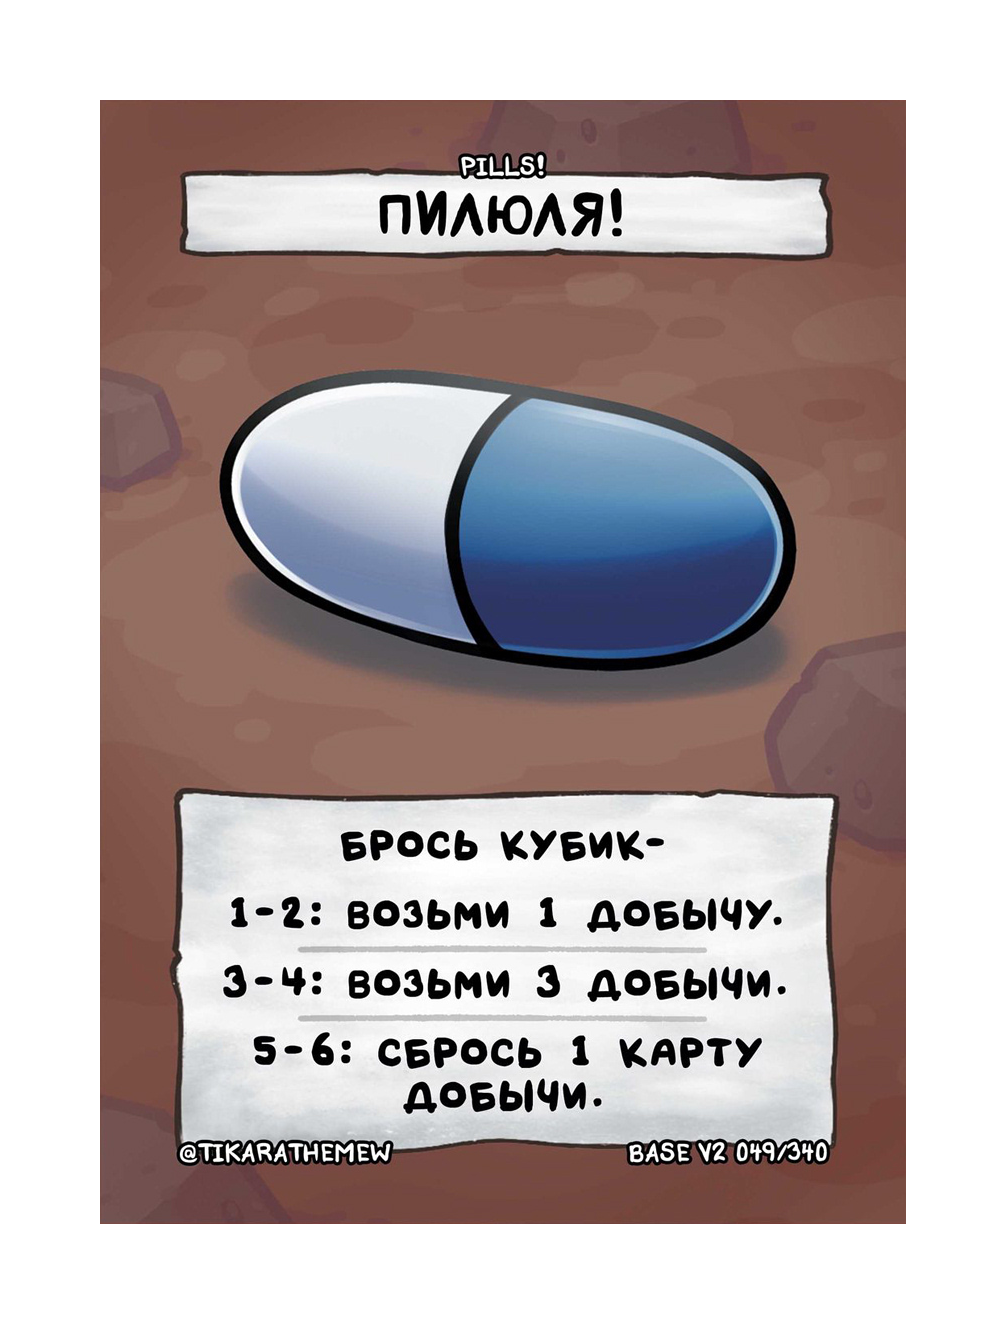 PILLS!
ПИЛЮЛЯ!
БРОСЬ КУБИК-
1-2: ВОЗЬМИ 1 ДОБЫЧУ.
3-4: ВОЗЬМИ 3 ДОБЫЧИ.
5-6: СБРОСЬ 1 КАРТУ
ДОБЫЧИ.
@TIKARATHEMEW
BASE V2 049/340